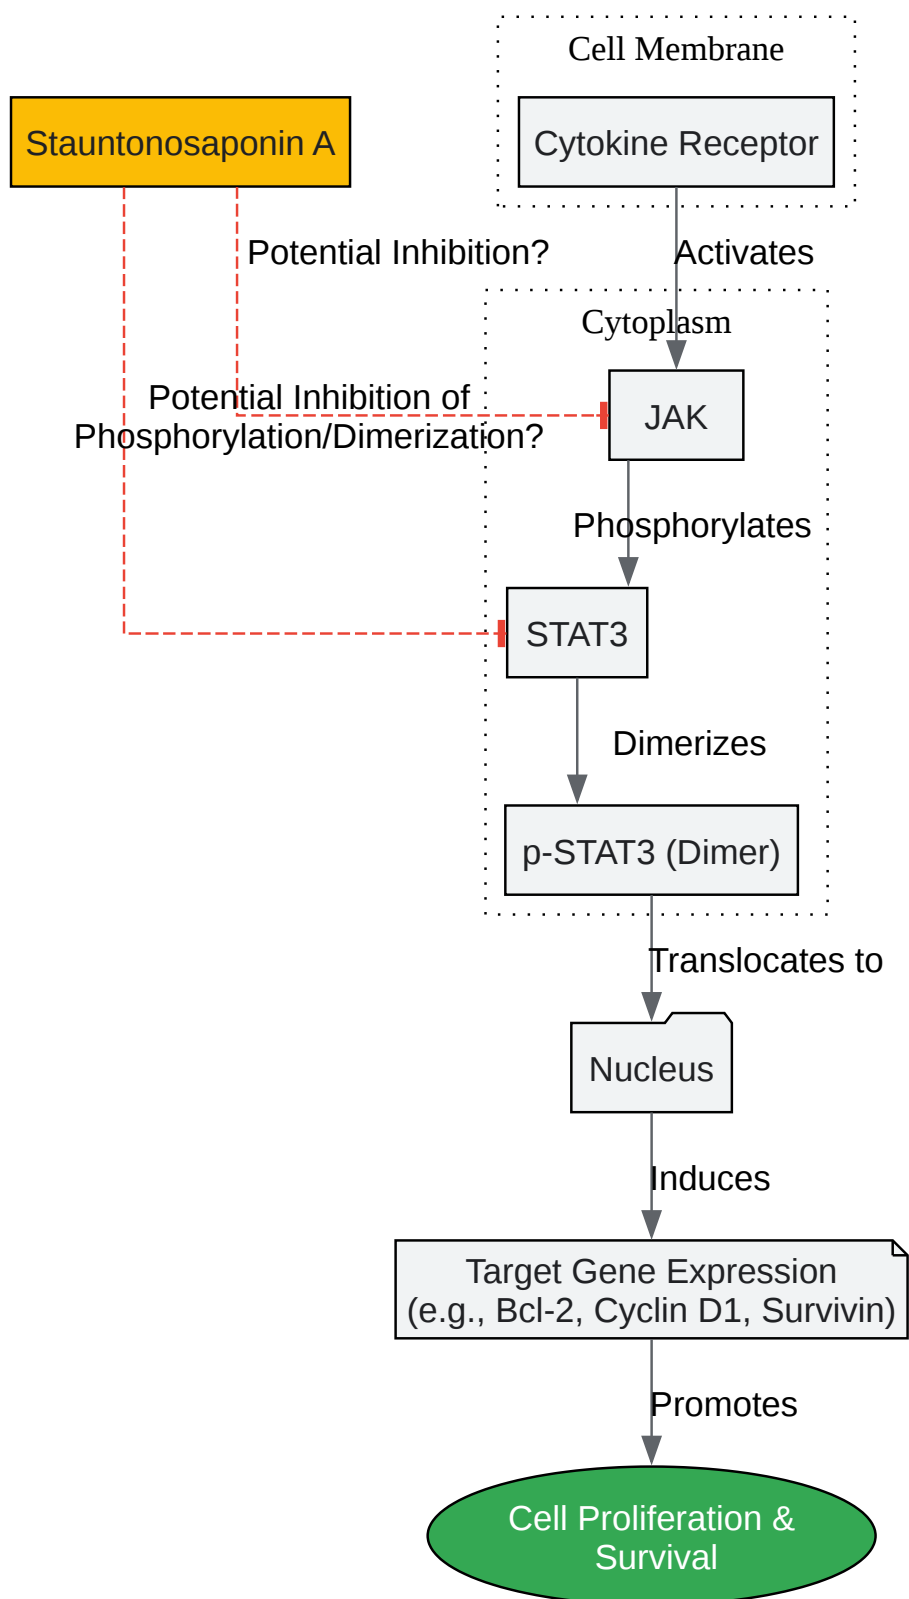 Cell Membrane
Stauntonosaponin A
Cytokine Receptor
Potential Inhibition?
Activates
Cytoplasm
Potential Inhibition of
Phosphorylation/Dimerization?
JAK
Phosphorylates
STAT3
Dimerizes
p-STAT3 (Dimer)
Translocates to
Nucleus
Induces
Target Gene Expression
(e.g., Bcl-2, Cyclin D1, Survivin)
Promotes
Cell Proliferation &
Survival